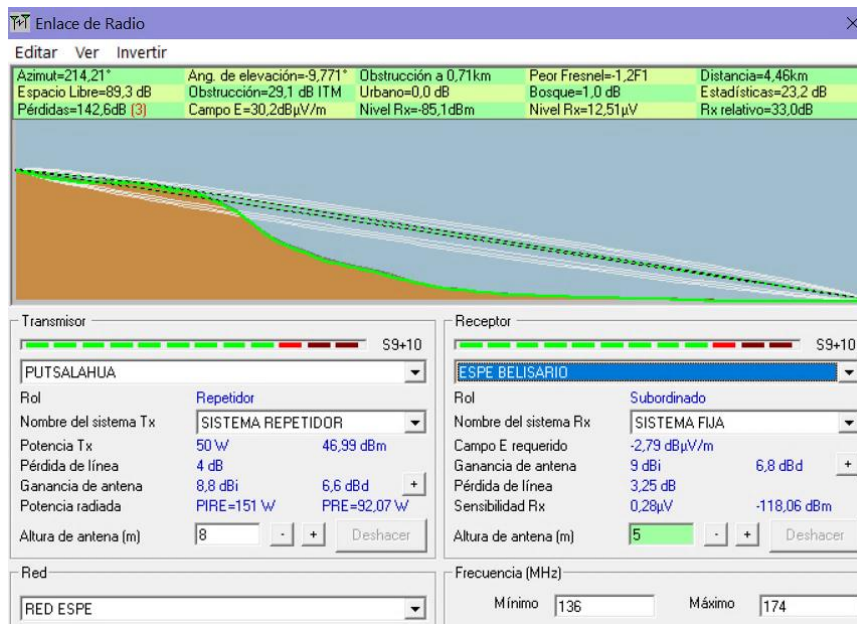 Enlace de Radio
Editar Ver Invertir
Azimut=214,21° Ang. de elevación=-9,771° Obstrucción a 0,71km Peor Fresnel=-1,2F1 Distancia=4,46km
Espacio Libre=89,3 dB Obstrucción=29,1 dB ITM Urbano=0,0 dB Bosque=1,0 dB Estadísticas=23,2 dB
Pérdidas=142,6dB (3) Campo E=30,2dBµV/m Nivel Rx=-85,1dBm Nivel Rx=12,51µV Rx relativo=33,0dB
Transmisor
S9+10
PUTSALAHUA
Rol Repetidor
Nombre del sistema Tx SISTEMA REPETIDOR
Potencia Tx 50 W 46,99 dBm
Pérdida de línea 4 dB
Ganancia de antena 8,8 dBi 6,6 dBd +
Potencia radiada PIRE=151 W PRE=92,07 W
Altura de antena (m) 8 - + Deshacer
Receptor
S9+10
ESPE BELISARIO
Rol Subordinado
Nombre del sistema Rx SISTEMA FIJA
Campo E requerido -2,79 dBµV/m
Ganancia de antena 9 dBi 6,8 dBd +
Pérdida de línea 3,25 dB
Sensibilidad Rx 0,28µV -118,06 dBm
Altura de antena (m) 5 - + Deshacer
Red
RED ESPE
Frecuencia (MHz)
Mínimo 136 Máximo 174